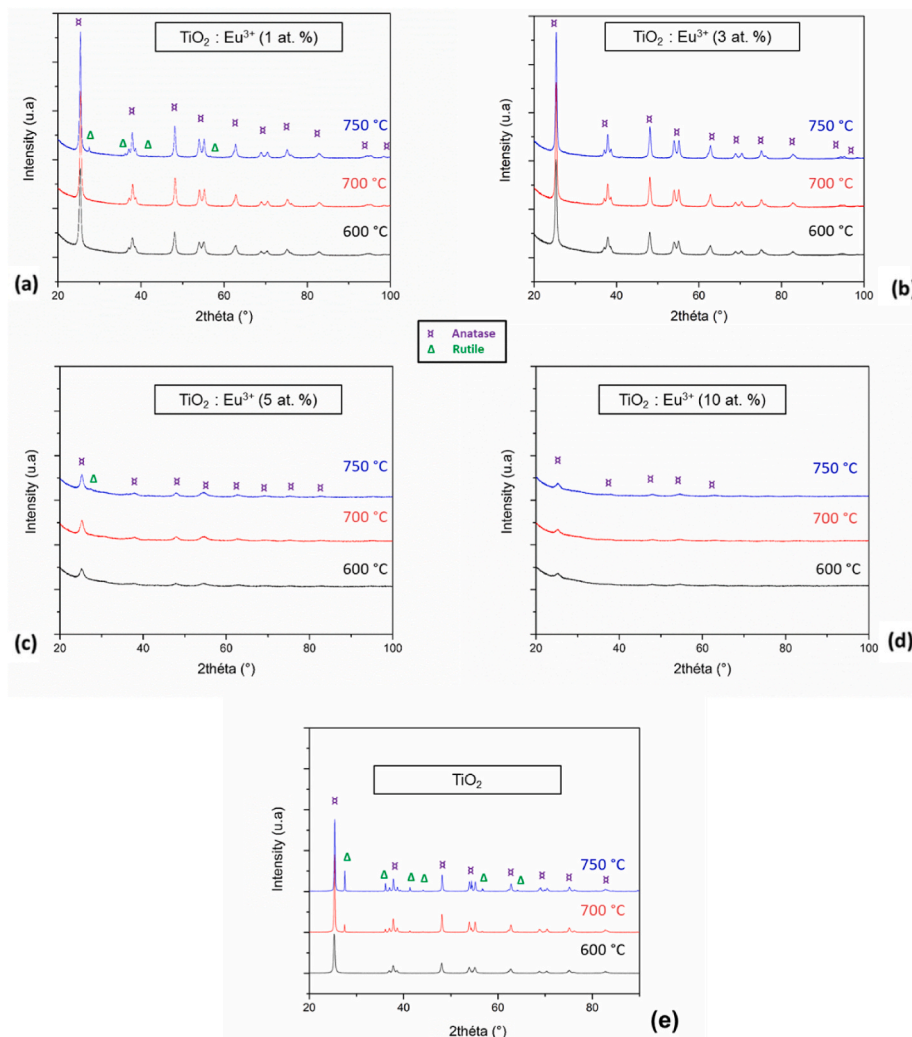 TiO₂ : Eu³⁺ (1 at. %)
Intensity (u.a)
750 °C
700 °C
600 °C
20 40 60 80 100
2théta (°)
(a)
TiO₂ : Eu³⁺ (3 at. %)
Intensity (u.a)
750 °C
700 °C
600 °C
20 40 60 80 100
2théta (°)
(b)
¤ Anatase
Δ Rutile
TiO₂ : Eu³⁺ (5 at. %)
Intensity (u.a)
750 °C
700 °C
600 °C
20 40 60 80 100
2théta (°)
(c)
TiO₂ : Eu³⁺ (10 at. %)
Intensity (u.a)
750 °C
700 °C
600 °C
20 40 60 80 100
2théta (°)
(d)
TiO₂
Intensity (u.a)
750 °C
700 °C
600 °C
20 40 60 80
2théta (°)
(e)